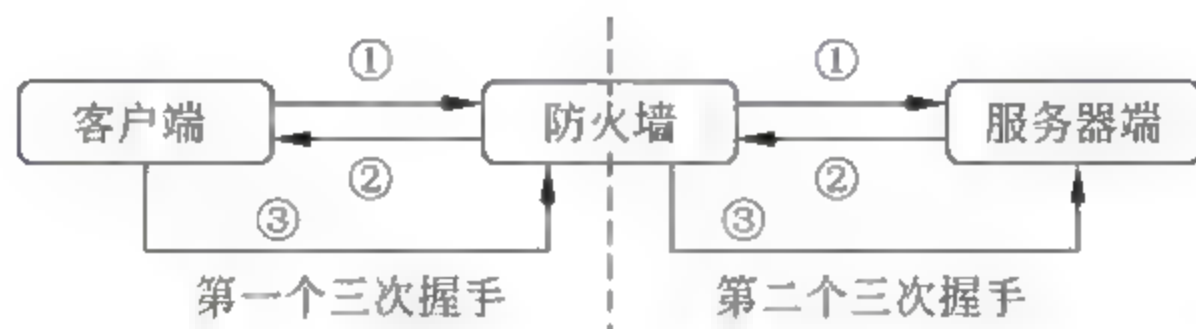 ① ①
客户端 防火墙 服务器端
② ②
③ ③
第一个三次握手 第二个三次握手